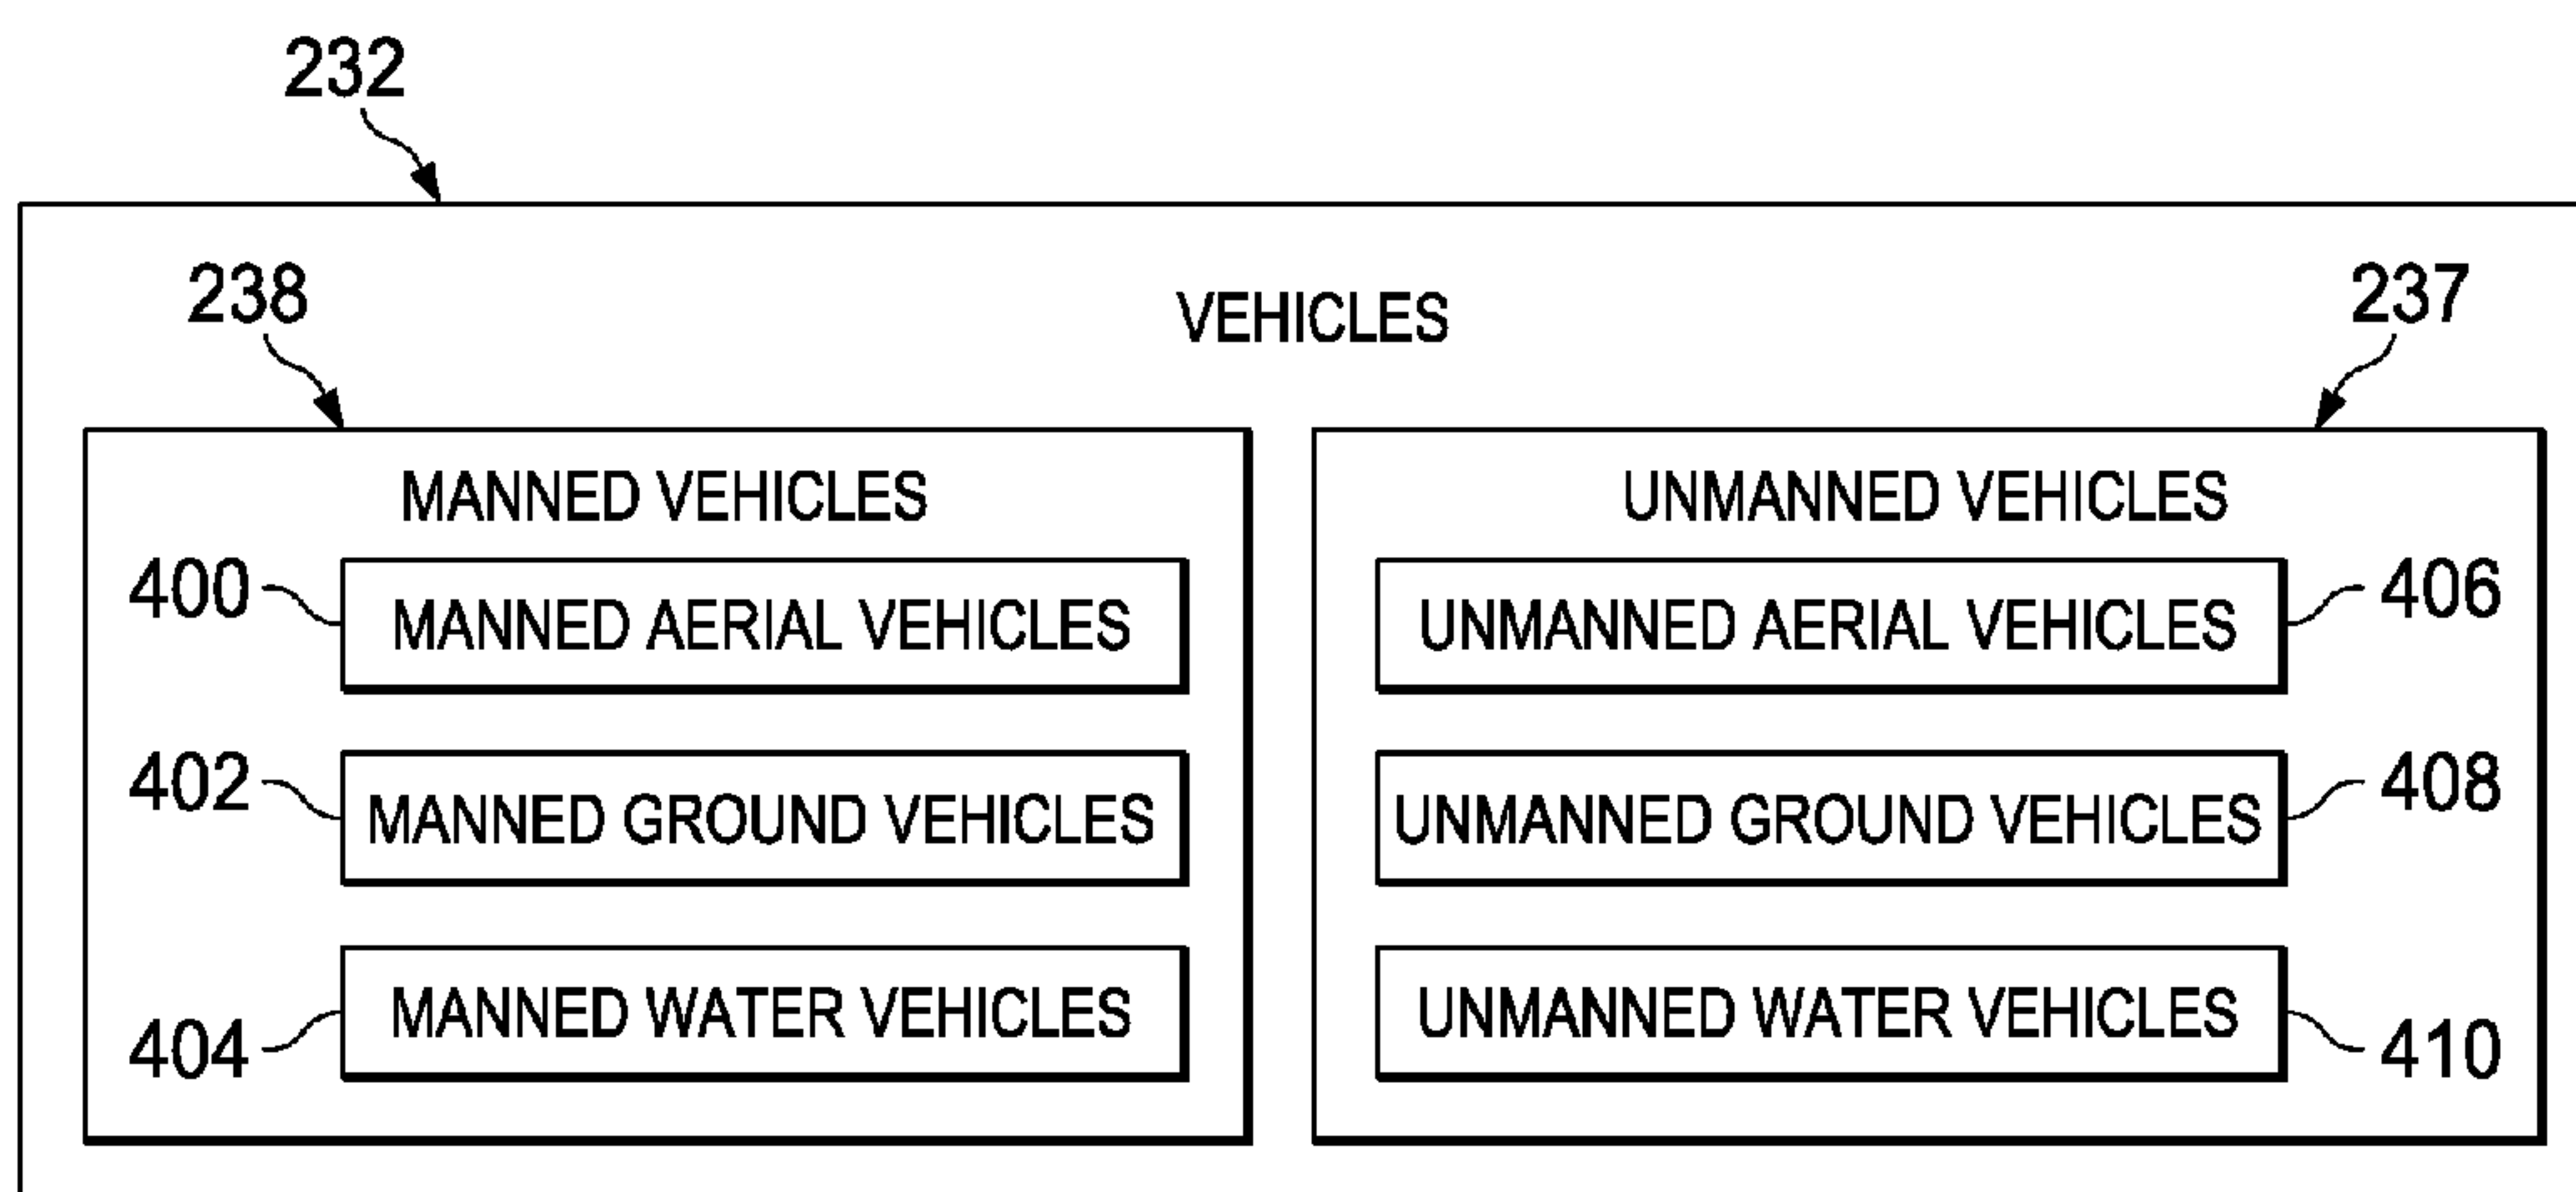 232
238
VEHICLES
237
MANNED VEHICLES
400
MANNED AERIAL VEHICLES
402
MANNED GROUND VEHICLES
404
MANNED WATER VEHICLES
UNMANNED VEHICLES
UNMANNED AERIAL VEHICLES
406
UNMANNED GROUND VEHICLES
408
UNMANNED WATER VEHICLES
410